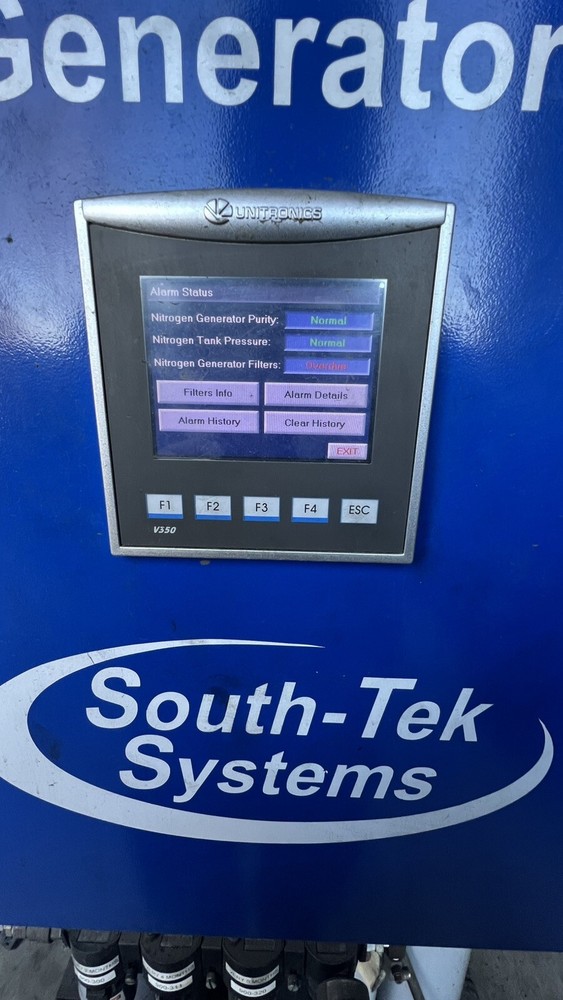 Generator
UNITRONICS
Alarm Status
Nitrogen Generator Purity: Normal
Nitrogen Tank Pressure: Normal
Nitrogen Generator Filters: Overdue
Filters Info Alarm Details
Alarm History Clear History
EXIT
F1 F2 F3 F4 ESC
V350
South-Tek
Systems